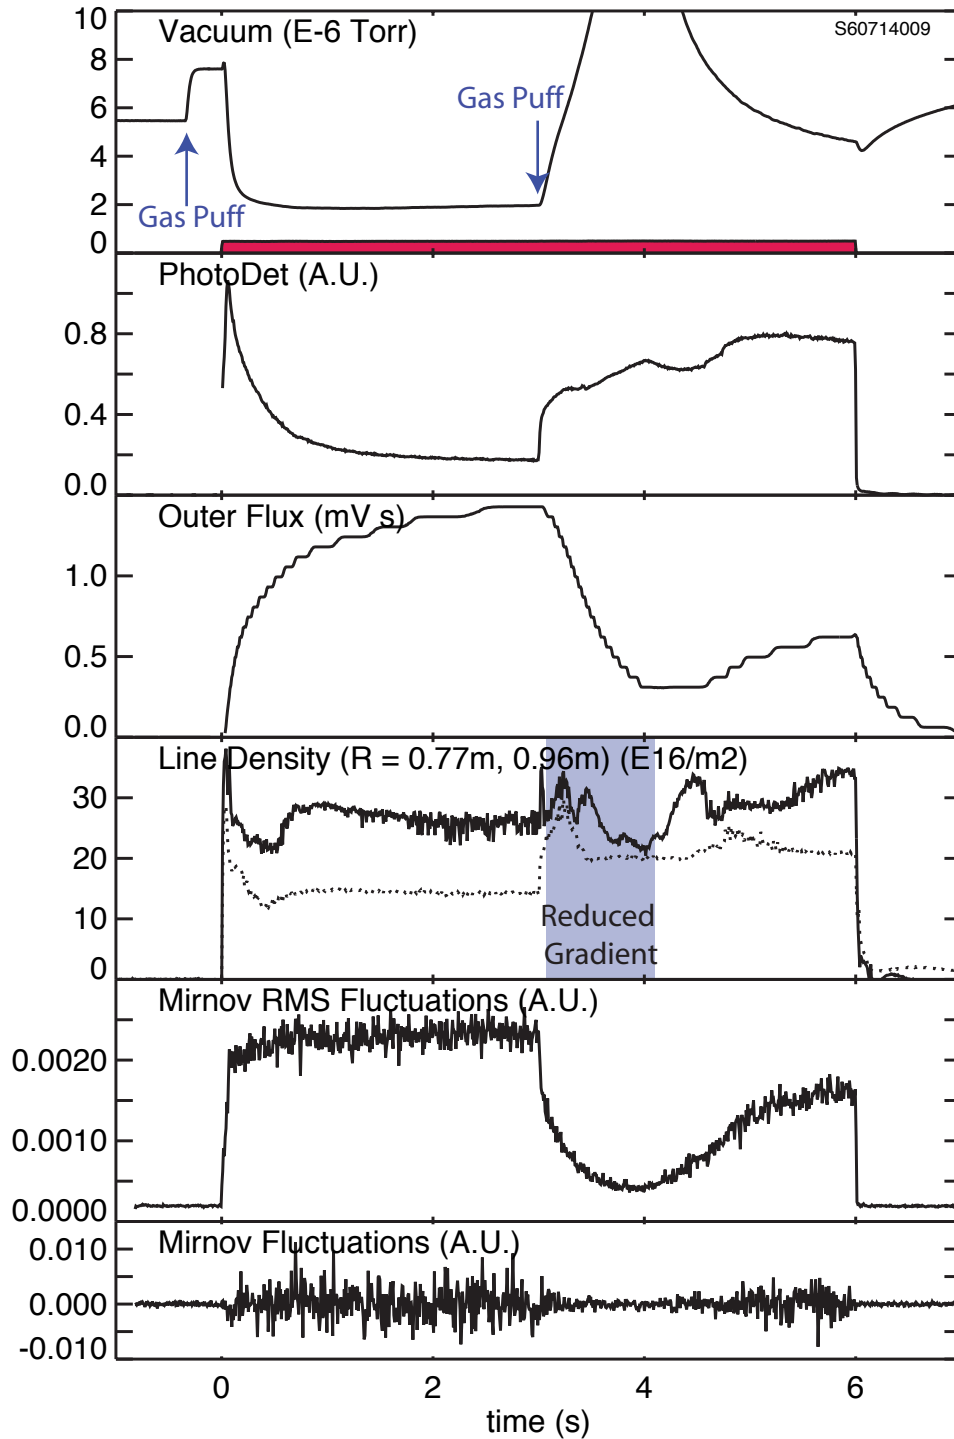 Vacuum (E-6 Torr)
S60714009
10
8
6
4
2
0
Gas Puff
Gas Puff
PhotoDet (A.U.)
0.8
0.4
0.0
Outer Flux (mV s)
1.0
0.5
0.0
Line Density (R = 0.77m, 0.96m) (E16/m2)
30
20
10
0
Reduced
Gradient
Mirnov RMS Fluctuations (A.U.)
0.0020
0.0010
0.0000
Mirnov Fluctuations (A.U.)
0.010
0.000
-0.010
0 2 4 6
time (s)